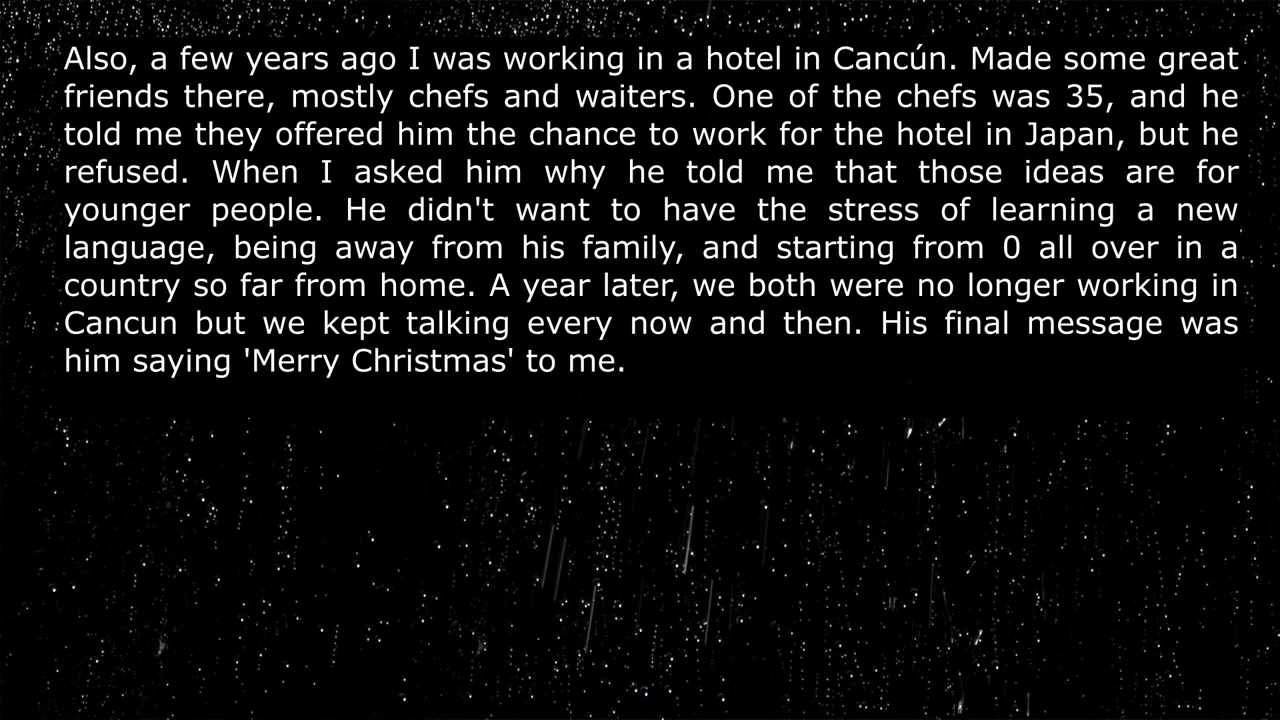 Also, a few years ago I was working in a hotel in Cancún. Made some great
friends there, mostly chefs and waiters. One of the chefs was 35, and he
told me they offered him the chance to work for the hotel in Japan, but he
refused. When I asked him why he told me that those ideas are for
younger people. He didn't want to have the stress of learning a new
language, being away from his family, and starting from 0 all over in a
country so far from home. A year later, we both were no longer working in
Cancun but we kept talking every now and then. His final message was
him saying 'Merry Christmas' to me.